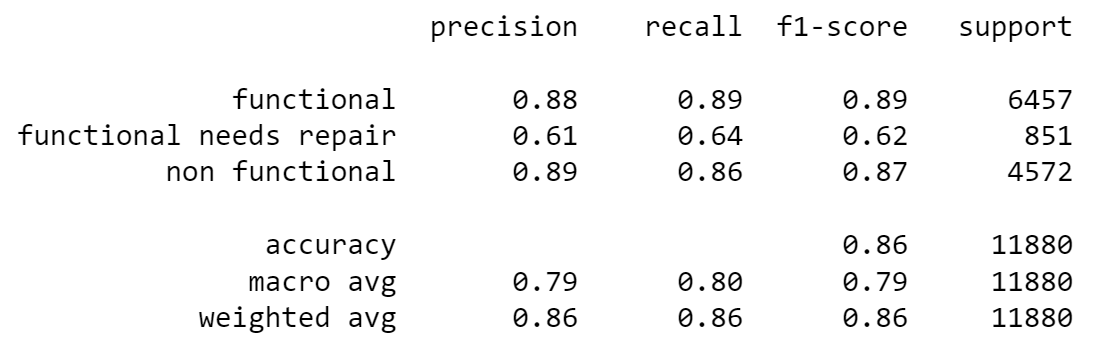 precision recall f1-score support
functional 0.88 0.89 0.89 6457
functional needs repair 0.61 0.64 0.62 851
non functional 0.89 0.86 0.87 4572
accuracy 0.86 11880
macro avg 0.79 0.80 0.79 11880
weighted avg 0.86 0.86 0.86 11880